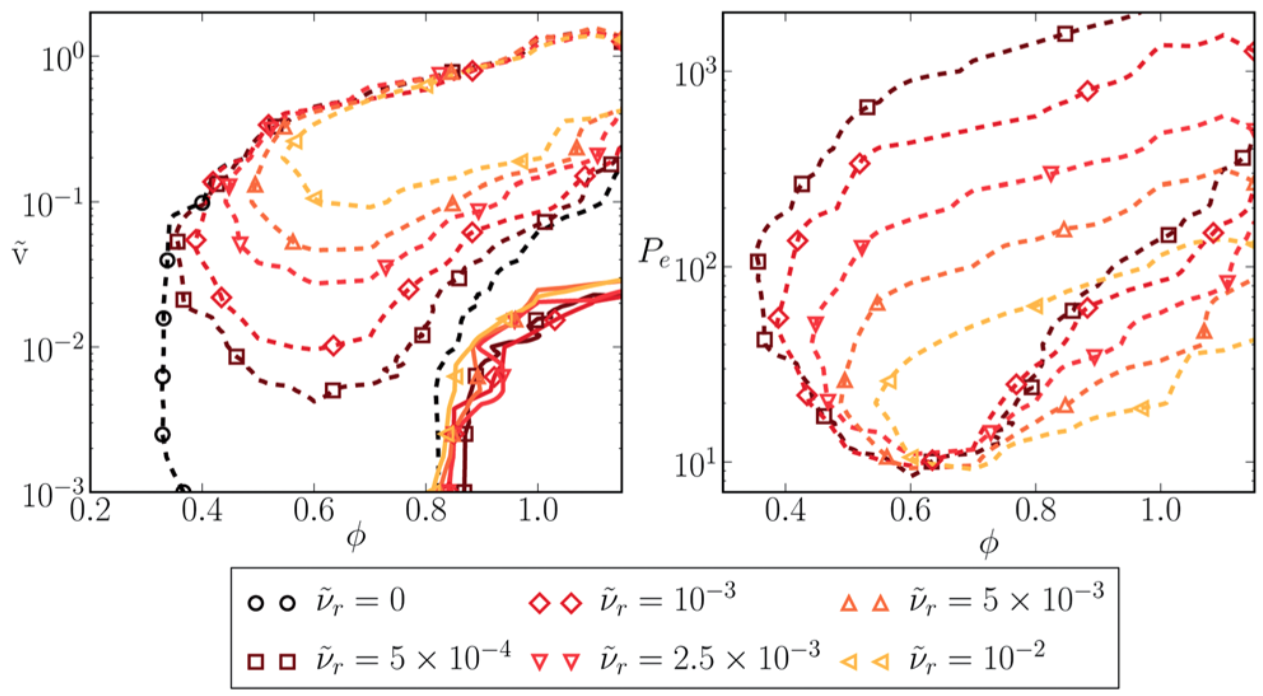 10⁰
10⁻¹
10⁻²
10⁻³
ṽ
0.2 0.4 0.6 0.8 1.0
ϕ
10³
10²
10¹
Pₑ
0.4 0.6 0.8 1.0
ϕ
ν̃ᵣ = 0 ν̃ᵣ = 10⁻³ ν̃ᵣ = 5 × 10⁻³
ν̃ᵣ = 5 × 10⁻⁴ ν̃ᵣ = 2.5 × 10⁻³ ν̃ᵣ = 10⁻²